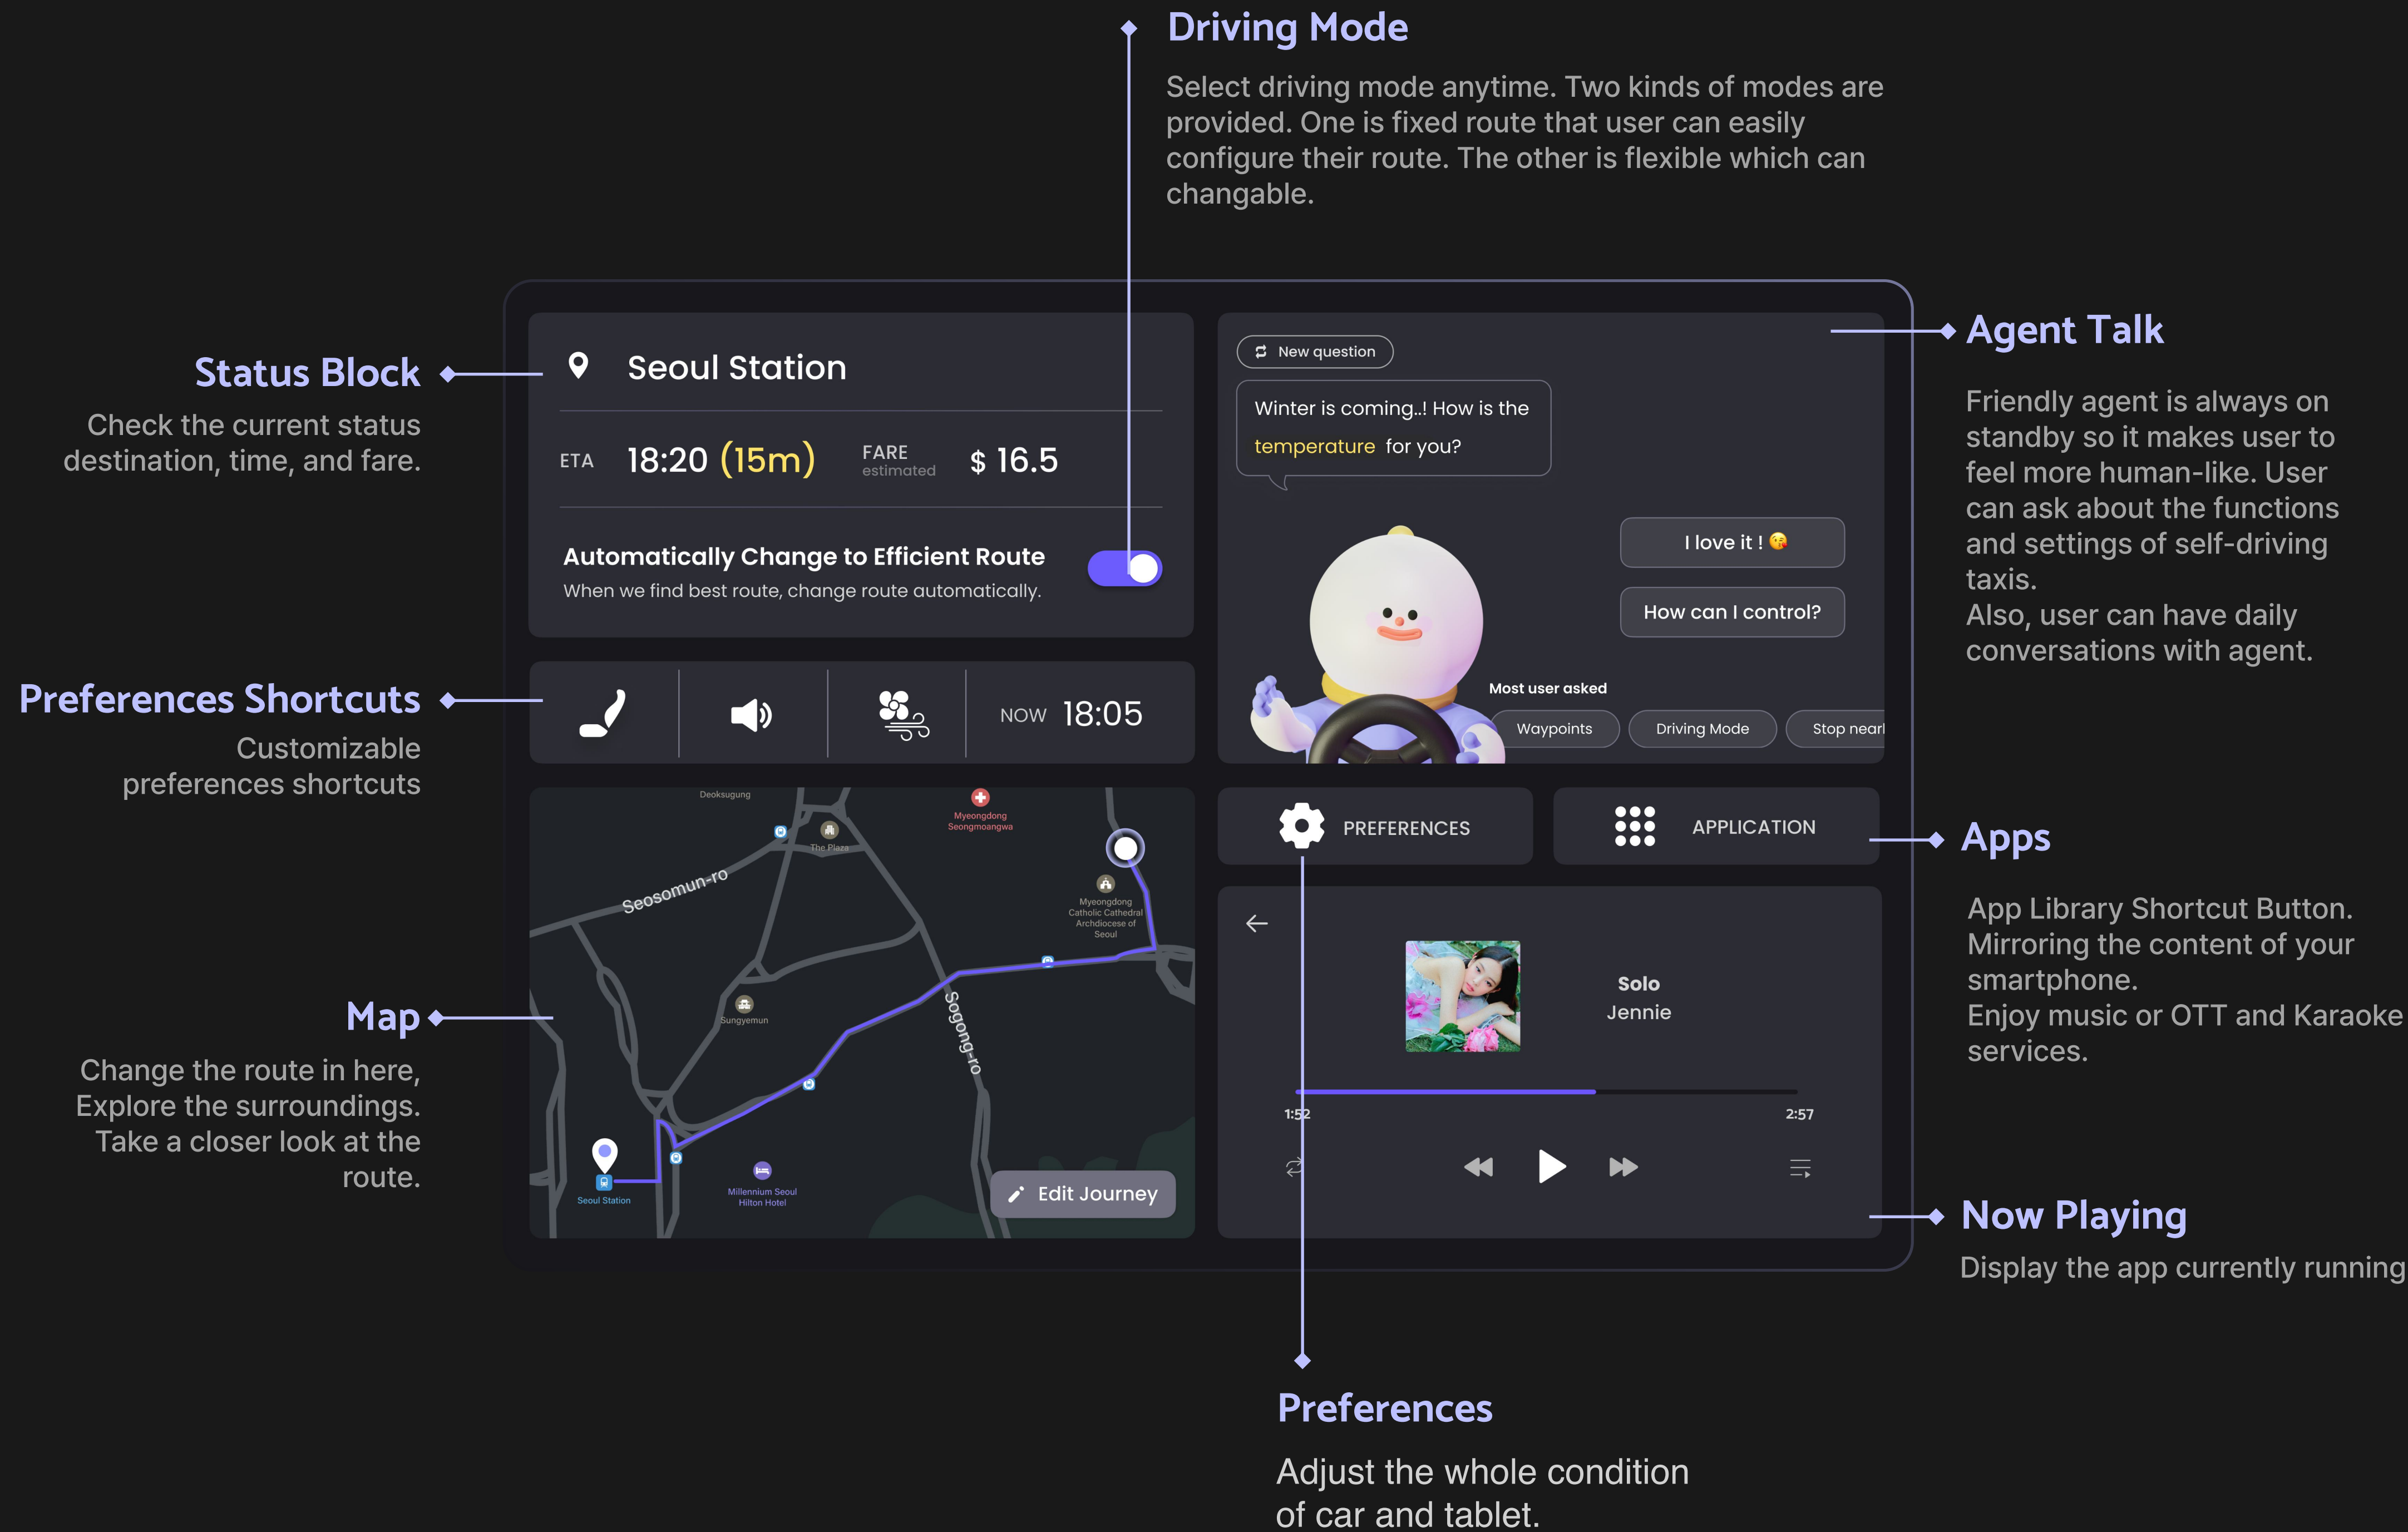 Driving Mode
Select driving mode anytime. Two kinds of modes are
provided. One is fixed route that user can easily
configure their route. The other is flexible which can
changable.
Status Block
Check the current status
destination, time, and fare.
Preferences Shortcuts
Customizable
preferences shortcuts
Map
Change the route in here,
Explore the surroundings.
Take a closer look at the
route.
Seoul Station
ETA 18:20 (15m) FARE estimated $ 16.5
Automatically Change to Efficient Route
When we find best route, change route automatically.
NOW 18:05
Deoksugung
The Plaza
Myeongdong
Seongmoangwa
Seosomun-ro
Myeongdong
Catholic Cathedral
Archdiocese of
Seoul
Sungyemun
Sogong-ro
Seoul Station
Millennium Seoul
Hilton Hotel
Edit Journey
New question
Winter is coming..! How is the
temperature for you?
I love it ! 😘
How can I control?
Most user asked
Waypoints
Driving Mode
Stop near
PREFERENCES
APPLICATION
Solo
Jennie
1:52
2:57
Agent Talk
Friendly agent is always on
standby so it makes user to
feel more human-like. User
can ask about the functions
and settings of self-driving
taxis.
Also, user can have daily
conversations with agent.
Apps
App Library Shortcut Button.
Mirroring the content of your
smartphone.
Enjoy music or OTT and Karaoke
services.
Now Playing
Display the app currently running
Preferences
Adjust the whole condition
of car and tablet.